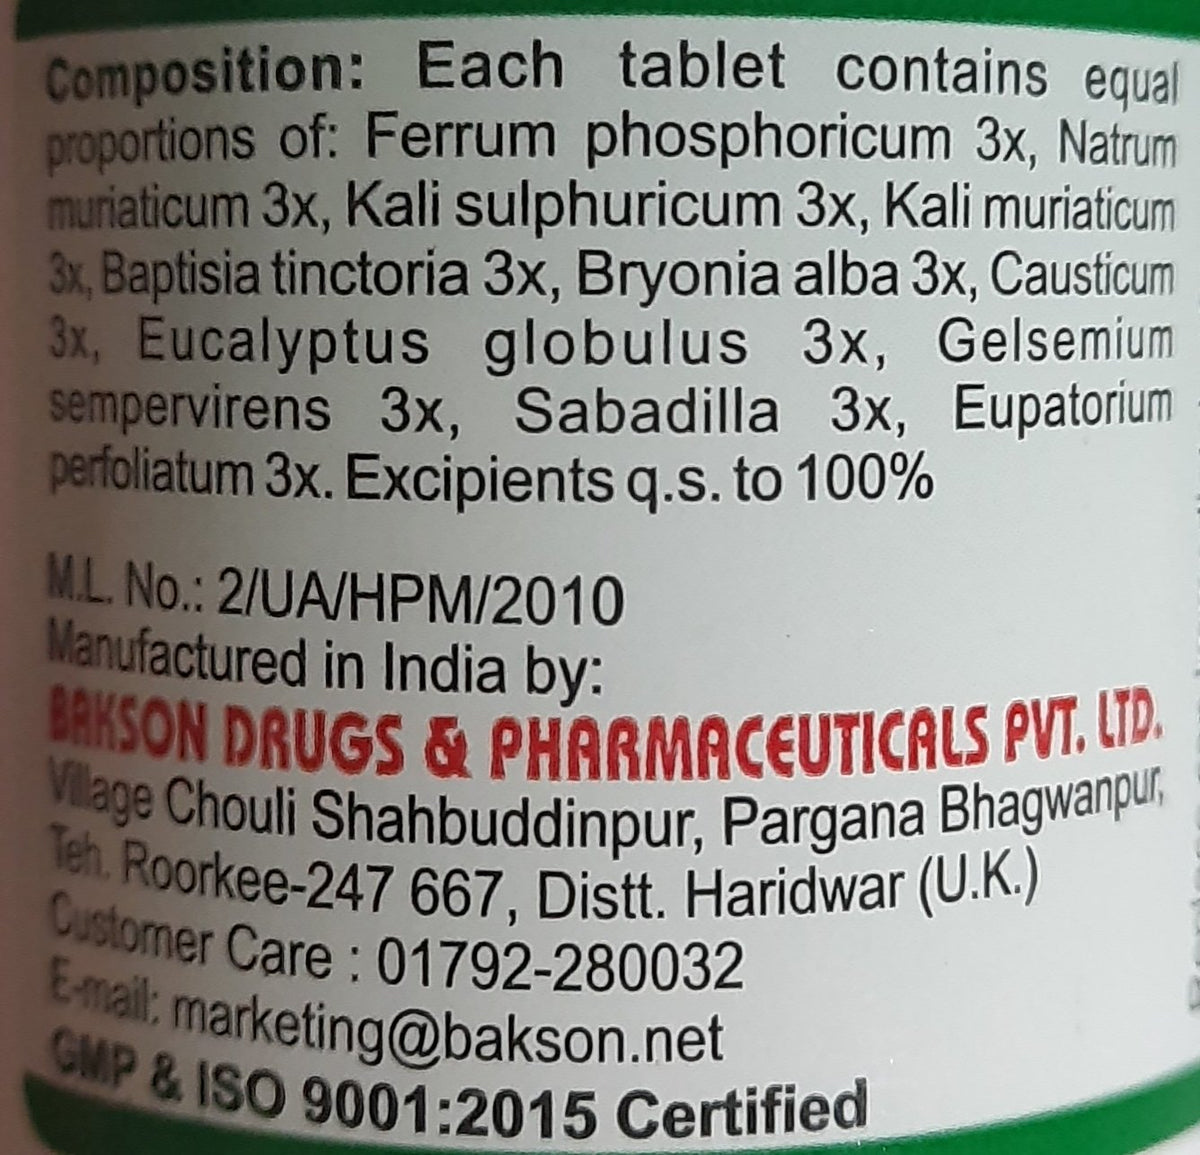 Composition: Each tablet contains equal
proportions of: Ferrum phosphoricum 3x, Natrum
muriaticum 3x, Kali sulphuricum 3x, Kali muriaticum
3x, Baptisia tinctoria 3x, Bryonia alba 3x, Causticum
3x, Eucalyptus globulus 3x, Gelsemium
sempervirens 3x, Sabadilla 3x, Eupatorium
perfoliatum 3x. Excipients q.s. to 100%
M.L. No.: 2/UA/HPM/2010
Manufactured in India by:
BAKSON DRUGS & PHARMACEUTICALS PVT. LTD.
Village Chouli Shahbuddinpur, Pargana Bhagwanpur,
Teh. Roorkee-247 667, Distt. Haridwar (U.K.)
Customer Care : 01792-280032
E-mail: marketing@bakson.net
GMP & ISO 9001:2015 Certified